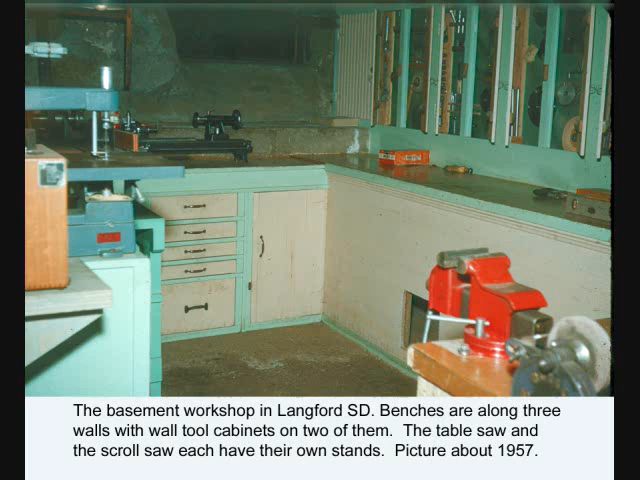 The basement workshop in Langford SD. Benches are along three
walls with wall tool cabinets on two of them. The table saw and
the scroll saw each have their own stands. Picture about 1957.